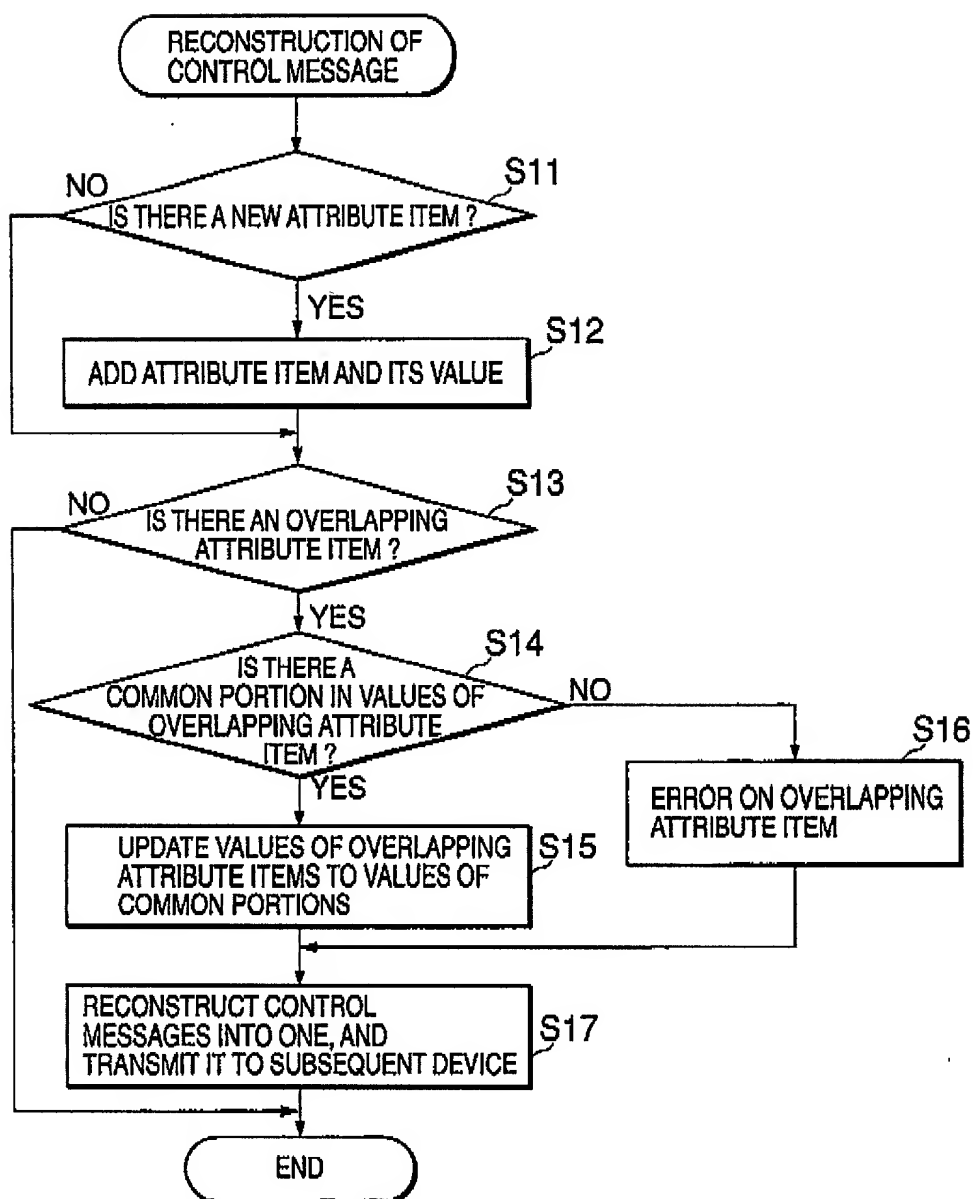 RECONSTRUCTION OF
CONTROL MESSAGE
S11
NO
IS THERE A NEW ATTRIBUTE ITEM ?
YES
S12
ADD ATTRIBUTE ITEM AND ITS VALUE
S13
NO
IS THERE AN OVERLAPPING
ATTRIBUTE ITEM ?
YES
S14
IS THERE A
COMMON PORTION IN VALUES OF
OVERLAPPING ATTRIBUTE
ITEM ?
NO
YES
S16
ERROR ON OVERLAPPING
ATTRIBUTE ITEM
S15
UPDATE VALUES OF OVERLAPPING
ATTRIBUTE ITEMS TO VALUES OF
COMMON PORTIONS
RECONSTRUCT CONTROL
MESSAGES INTO ONE, AND
TRANSMIT IT TO SUBSEQUENT DEVICE
S17
END